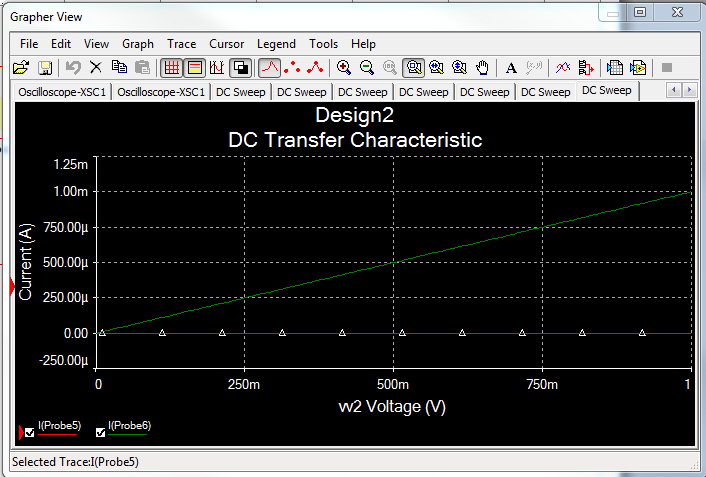 Grapher View
File Edit View Graph Trace Cursor Legend Tools Help
Oscilloscope-XSC1 Oscilloscope-XSC1 DC Sweep DC Sweep DC Sweep DC Sweep DC Sweep DC Sweep DC Sweep
Design2
DC Transfer Characteristic
1.25m
1.00m
750.00µ
500.00µ
250.00µ
0.00
-250.00µ
Current (A)
0 250m 500m 750m 1
vv2 Voltage (V)
I(Probe5) I(Probe6)
Selected Trace:I(Probe5)